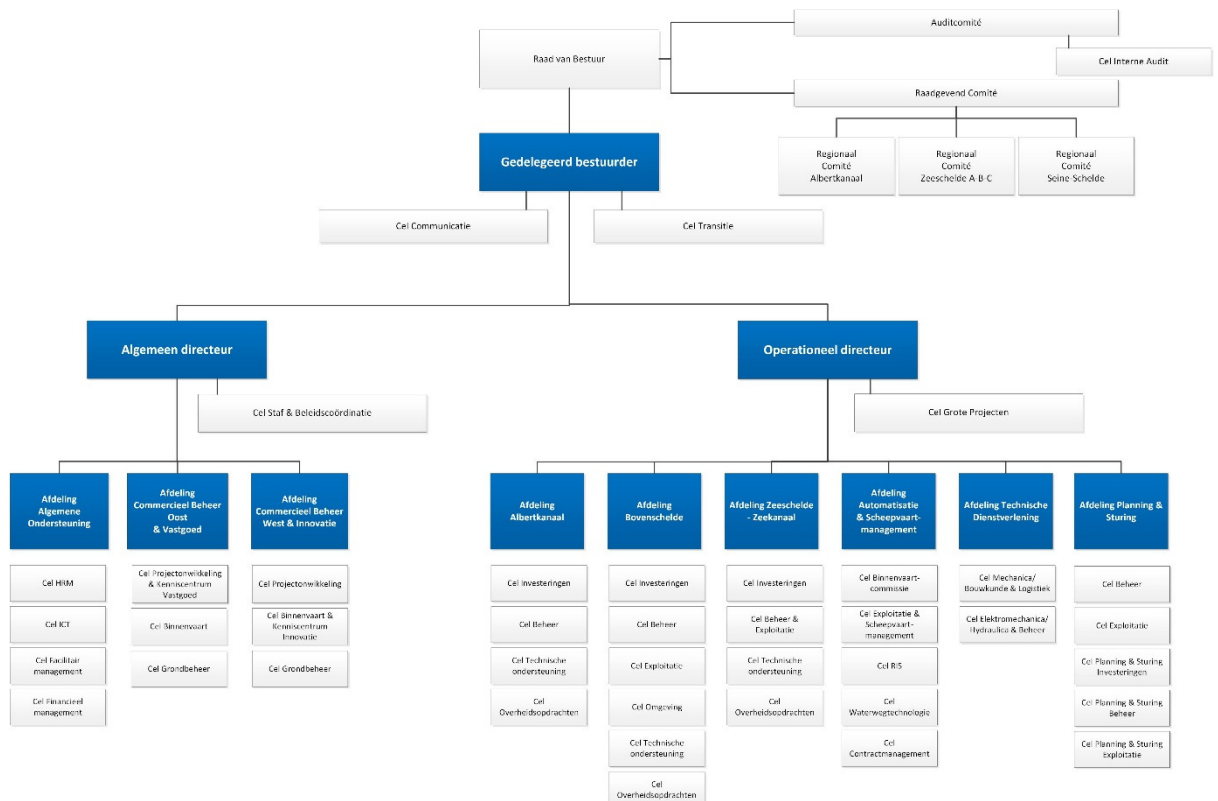 Auditcomité
Raad van Bestuur
Cel Interne Audit
Raadgevend Comité
Gedelegeerd bestuurder
Regionaal
Comité
Albertkanaal
Regionaal
Comité
Zeeschelde A-B-C
Regionaal
Comité
Seine-Schelde
Cel Communicatie
Cel Transitie
Algemeen directeur
Operationeel directeur
Cel Staf & Beleidscoördinatie
Cel Grote Projecten
Afdeling
Algemene
Ondersteuning
Afdeling
Commercieel Beheer
Oost
& Vastgoed
Afdeling
Commercieel Beheer
West & Innovatie
Afdeling
Albertkanaal
Afdeling
Bovenschelde
Afdeling Zeeschelde
- Zeekanaal
Afdeling
Automatisatie
& Scheepvaart-
management
Afdeling Technische
Dienstverlening
Afdeling Planning &
Sturing
Cel HRM
Cel ICT
Cel Facilitair
management
Cel Financieel
management
Cel Projectonwikkeling
& Kenniscentrum
Vastgoed
Cel Binnenvaart
Cel Grondbeheer
Cel Projectonwikkeling
Cel Binnenvaart &
Kenniscentrum
Innovatie
Cel Grondbeheer
Cel Investeringen
Cel Beheer
Cel Technische
ondersteuning
Cel
Overheidsopdrachten
Cel Investeringen
Cel Beheer
Cel Exploitatie
Cel Omgeving
Cel Technische
ondersteuning
Cel
Overheidsopdrachten
Cel Investeringen
Cel Beheer &
Exploitatie
Cel Technische
ondersteuning
Cel
Overheidsopdrachten
Cel Binnenvaart-
commissie
Cel Exploitatie &
Scheepvaart-
management
Cel RIS
Cel
Waterwegtechnologie
Cel
Contractmanagement
Cel Mechanica/
Bouwkunde & Logistiek
Cel Elektromechanica/
Hydraulica & Beheer
Cel Beheer
Cel Exploitatie
Cel Planning & Sturing
Investeringen
Cel Planning & Sturing
Beheer
Cel Planning & Sturing
Exploitatie